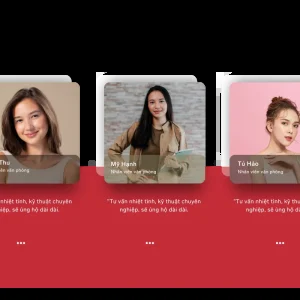 Thu
Nhân viên văn phòng
vấn nhiệt tình, kỹ thuật chuyên
nghiệp, sẽ ủng hộ dài dài.
Mỹ Hạnh
Nhân viên văn phòng
"Tư vấn nhiệt tình, kỹ thuật chuyên
nghiệp, sẽ ủng hộ dài dài.
Tú Hảo
Nhân viên văn phòng
"Tư vấn nhiệt tình, kỹ thuật
nghiệp, sẽ ủng hộ dài dài.